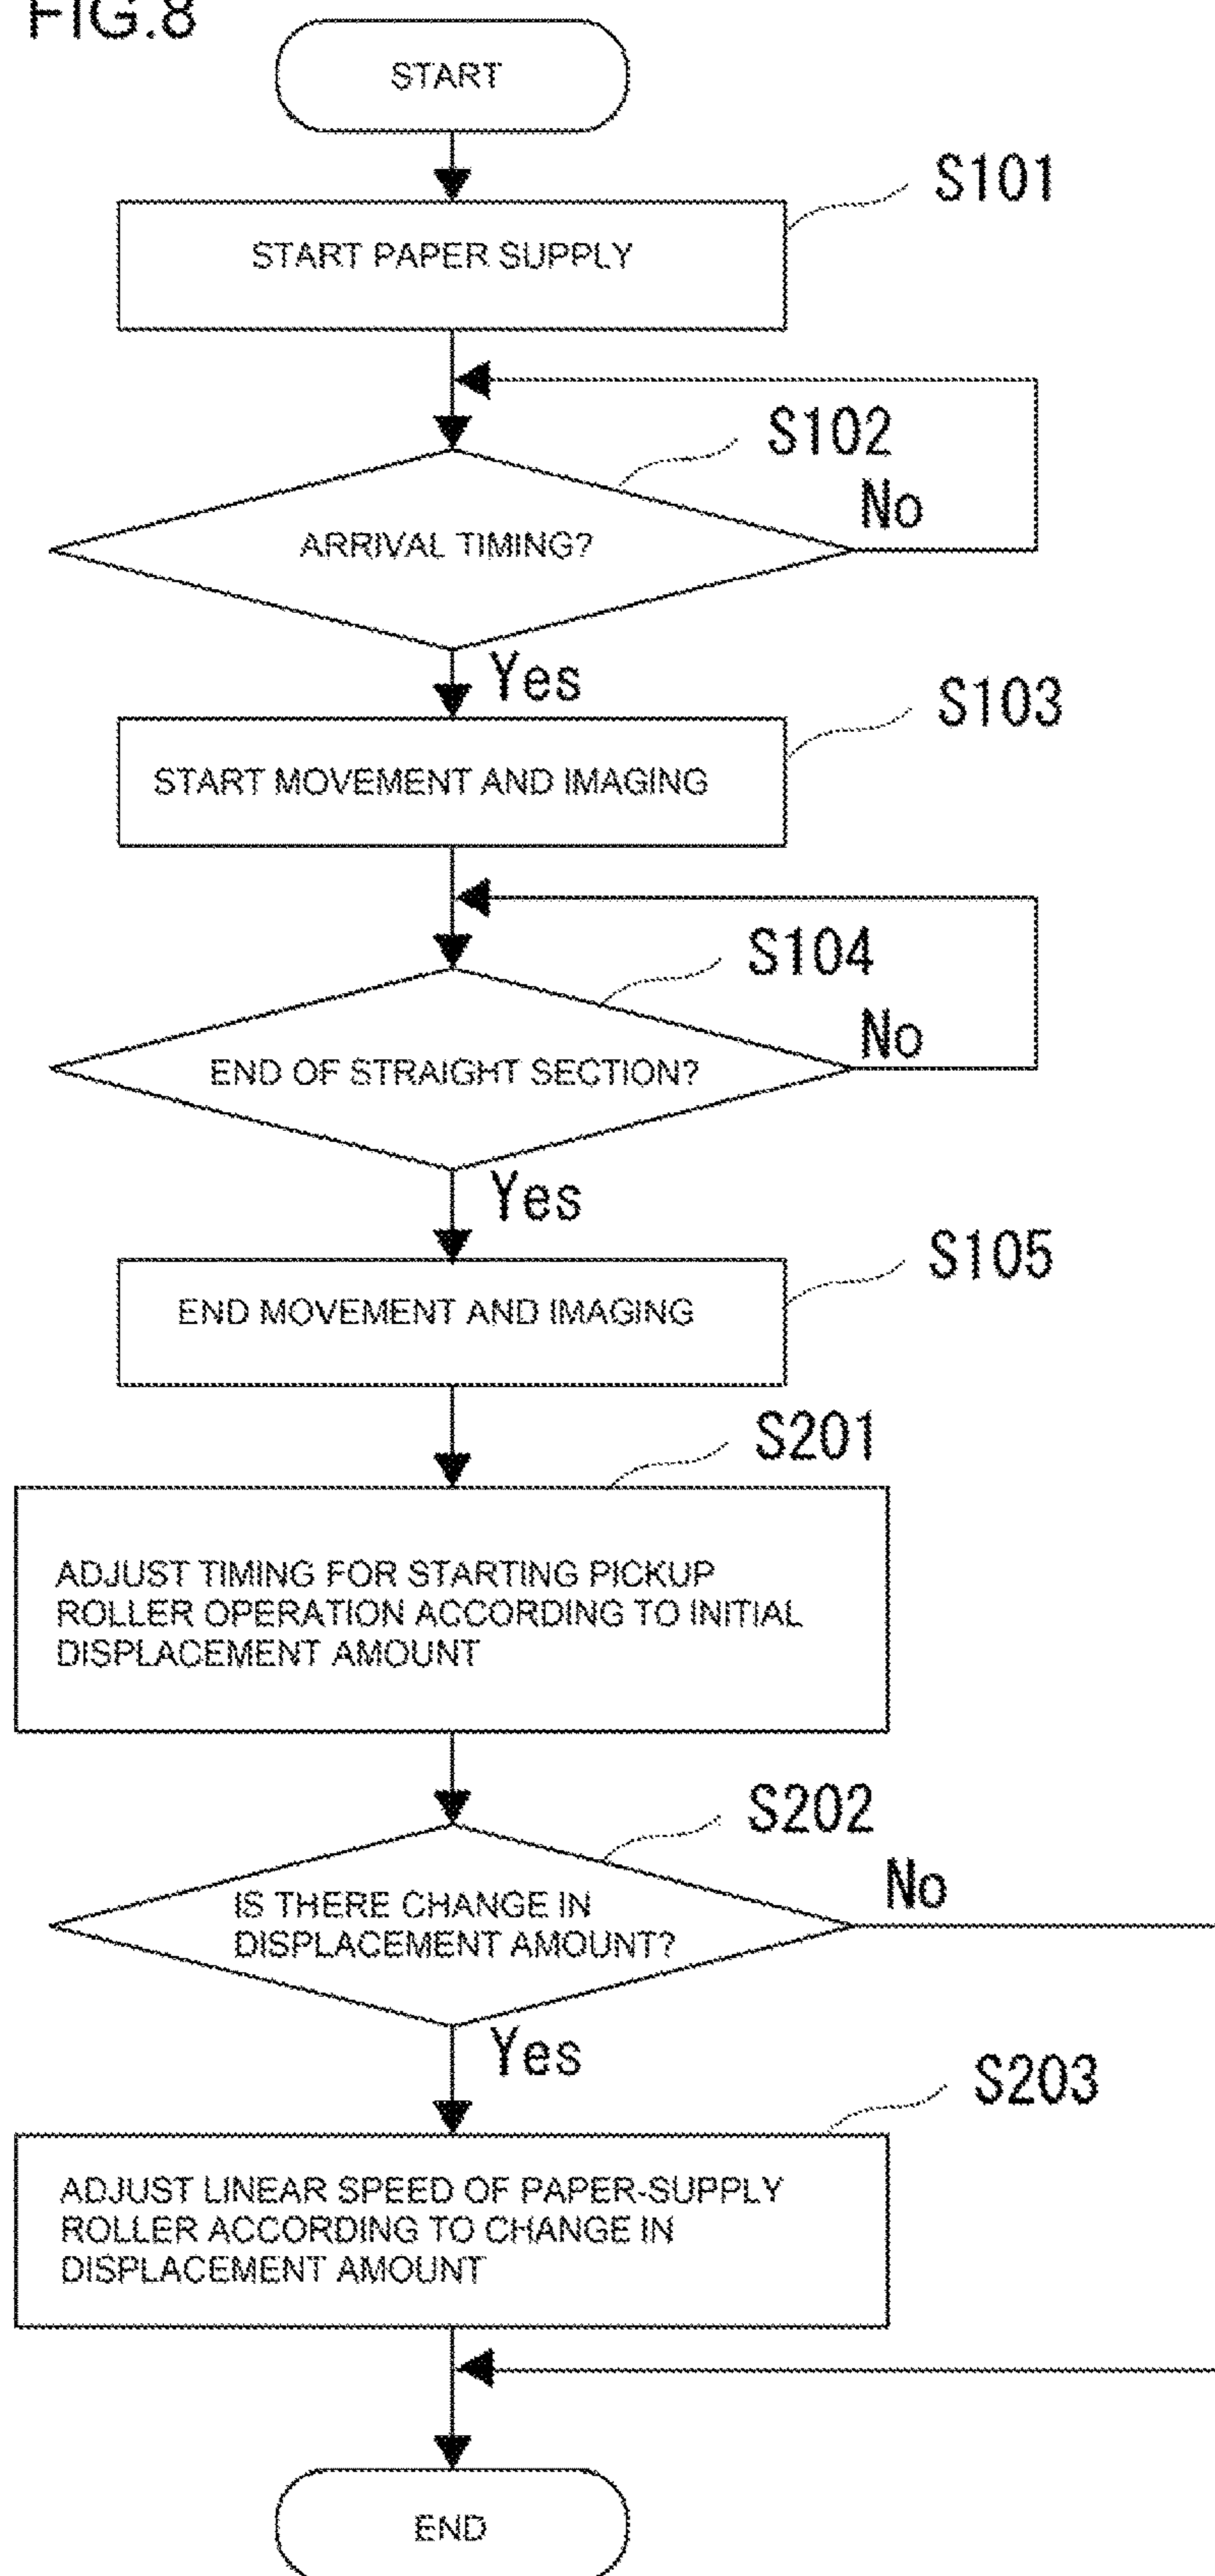 FIG.8
START
S101
START PAPER SUPPLY
S102
No
ARRIVAL TIMING?
Yes
S103
START MOVEMENT AND IMAGING
S104
No
END OF STRAIGHT SECTION?
Yes
S105
END MOVEMENT AND IMAGING
S201
ADJUST TIMING FOR STARTING PICKUP
ROLLER OPERATION ACCORDING TO INITIAL
DISPLACEMENT AMOUNT
S202
No
IS THERE CHANGE IN
DISPLACEMENT AMOUNT?
Yes
S203
ADJUST LINEAR SPEED OF PAPER-SUPPLY
ROLLER ACCORDING TO CHANGE IN
DISPLACEMENT AMOUNT
END